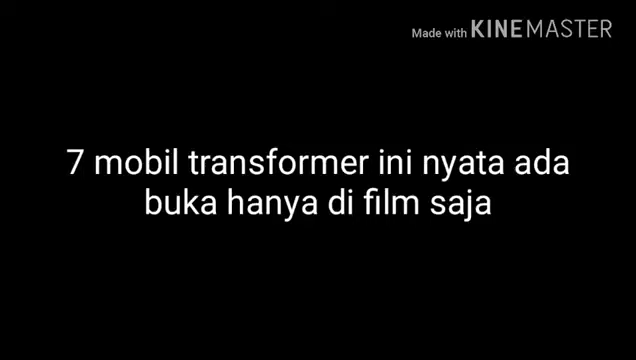 Made with KINEMASTER
7 mobil transformer ini nyata ada
buka hanya di film saja